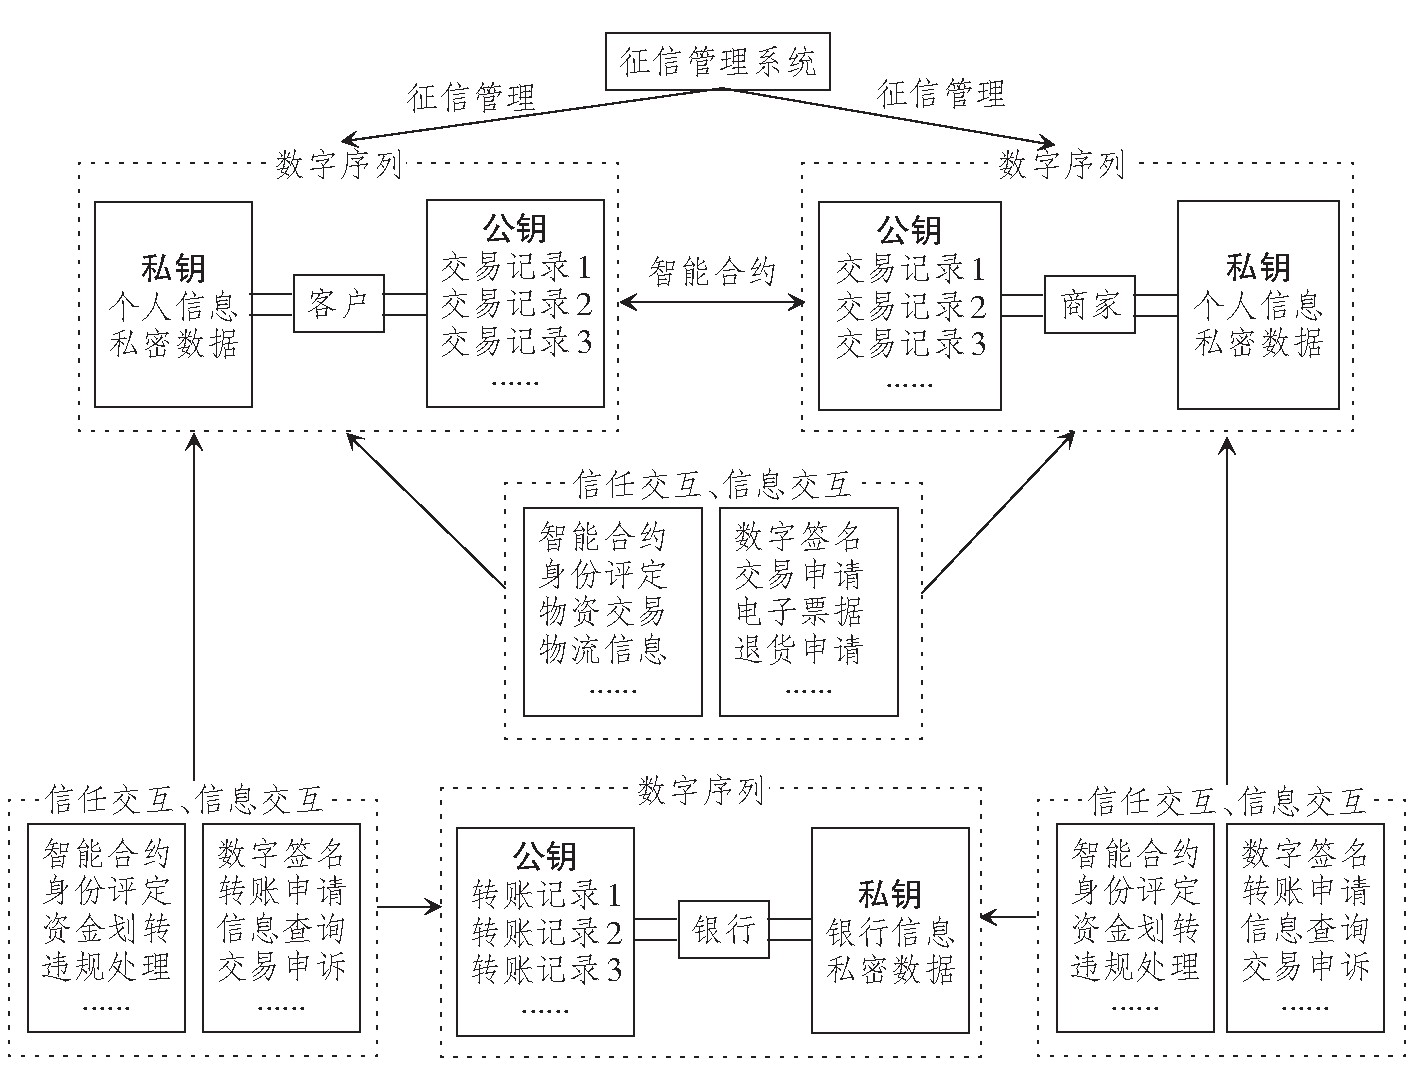 征信管理系统
征信管理
征信管理
数字序列
私钥
个人信息
私密数据
客户
公钥
交易记录1
交易记录2
交易记录3
……
智能合约
数字序列
公钥
交易记录1
交易记录2
交易记录3
……
商家
私钥
个人信息
私密数据
信任交互、信息交互
智能合约
身份评定
物资交易
物流信息
……
数字签名
交易申请
电子票据
退货申请
……
信任交互、信息交互
智能合约
身份评定
资金划转
违规处理
……
数字签名
转账申请
信息查询
交易申诉
……
数字序列
公钥
转账记录1
转账记录2
转账记录3
……
银行
私钥
银行信息
私密数据
信任交互、信息交互
智能合约
身份评定
资金划转
违规处理
……
数字签名
转账申请
信息查询
交易申诉
……